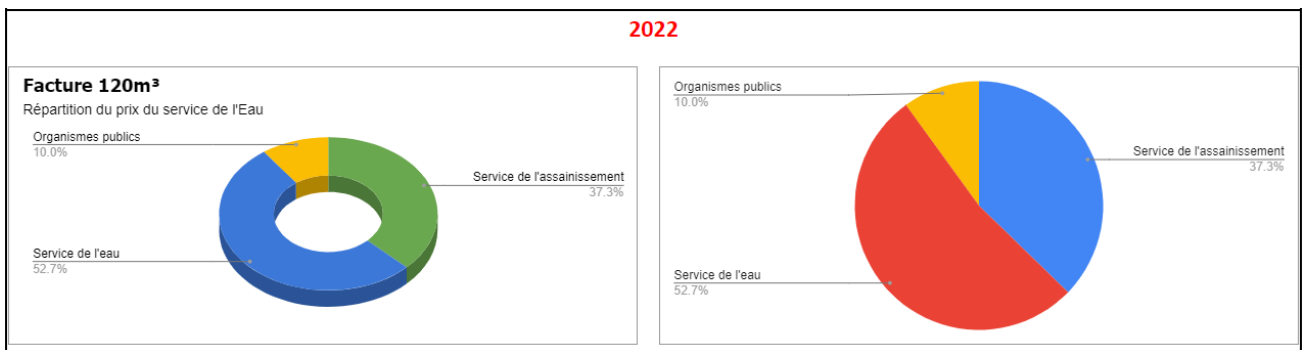 2022
Facture 120m³
Répartition du prix du service de l'Eau
Organismes publics
10.0%
Service de l'assainissement
37.3%
Service de l'eau
52.7%
Organismes publics
10.0%
Service de l'assainissement
37.3%
Service de l'eau
52.7%